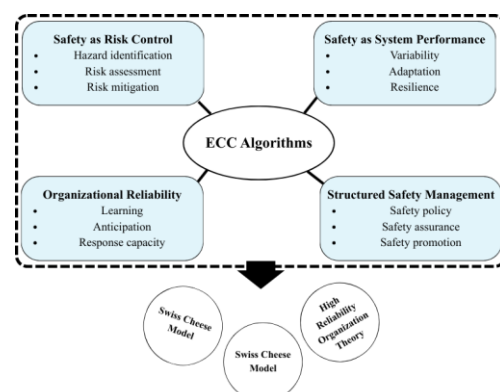 Safety as Risk Control
• Hazard identification
• Risk assessment
• Risk mitigation
Safety as System Performance
• Variability
• Adaptation
• Resilience
ECC Algorithms
Organizational Reliability
• Learning
• Anticipation
• Response capacity
Structured Safety Management
• Safety policy
• Safety assurance
• Safety promotion
Swiss Cheese
Model
Swiss Cheese
Model
High
Reliability
Organization
Theory